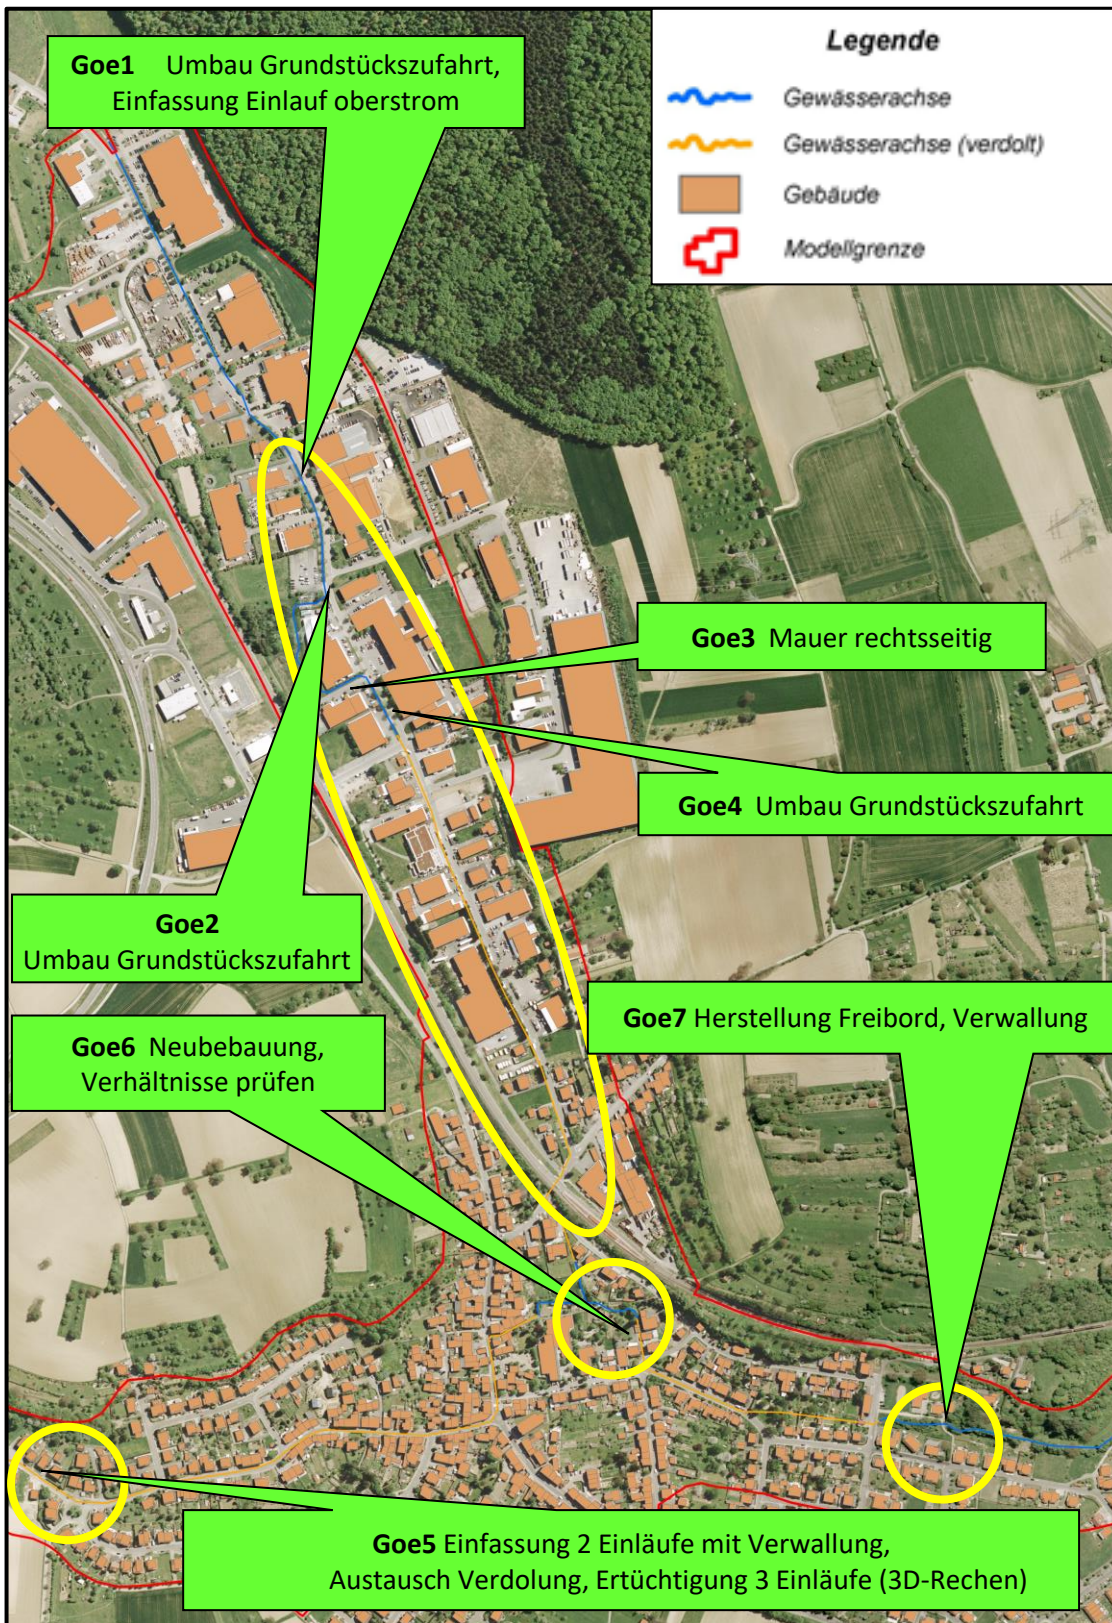 Goe1 Umbau Grundstückszufahrt,
Einfassung Einlauf oberstrom
Legende
Gewässerachse
Gewässerachse (verdolt)
Gebäude
Modellgrenze
Goe3 Mauer rechtsseitig
Goe4 Umbau Grundstückszufahrt
Goe2
Umbau Grundstückszufahrt
Goe7 Herstellung Freibord, Verwallung
Goe6 Neubebauung,
Verhältnisse prüfen
Goe5 Einfassung 2 Einläufe mit Verwallung,
Austausch Verdolung, Ertüchtigung 3 Einläufe (3D-Rechen)